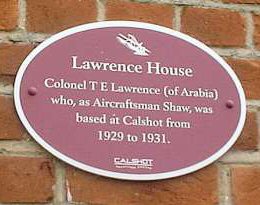 Lawrence House
Colonel T E Lawrence (of Arabia)
who, as Aircraftsman Shaw, was
based at Calshot from
1929 to 1931.
CALSHOT